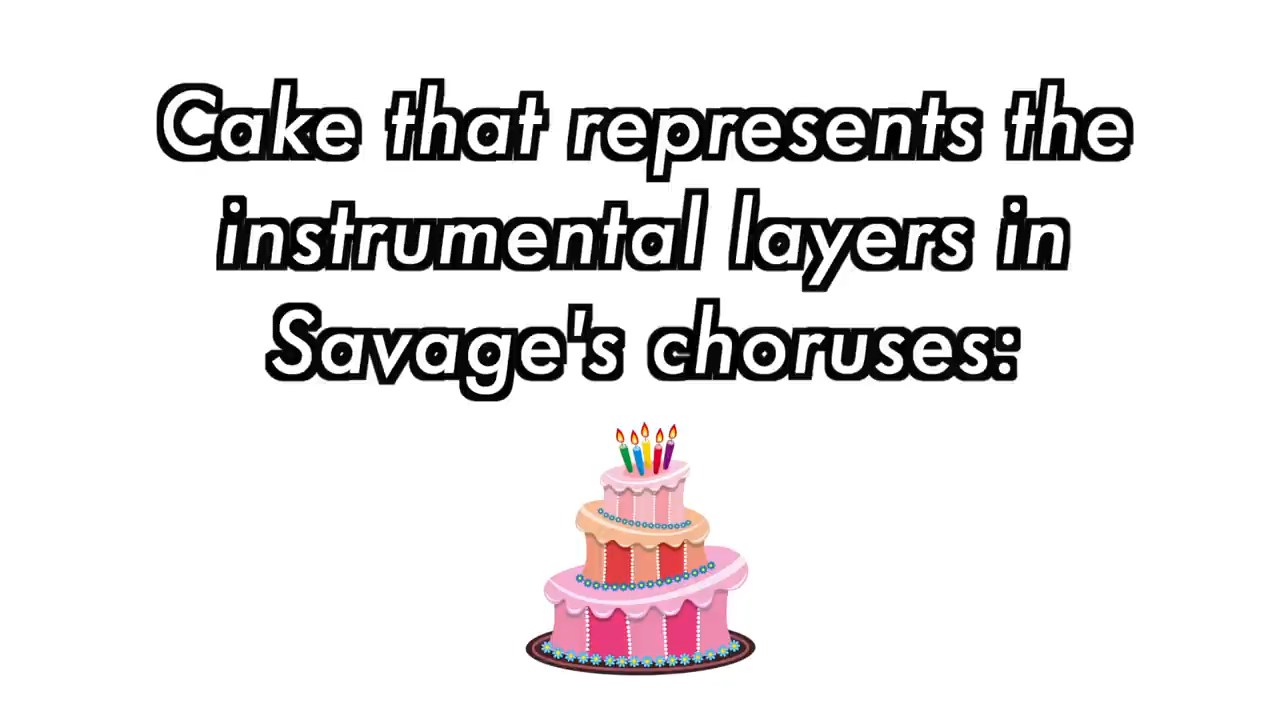 Cake that represents the
instrumental layers in
Savage's choruses: